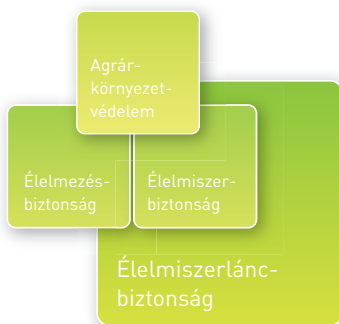 Agrár-
környezet-
védelem
Élelmezés-
biztonság
Élelmiszer-
biztonság
Élelmiszerlánc-
biztonság